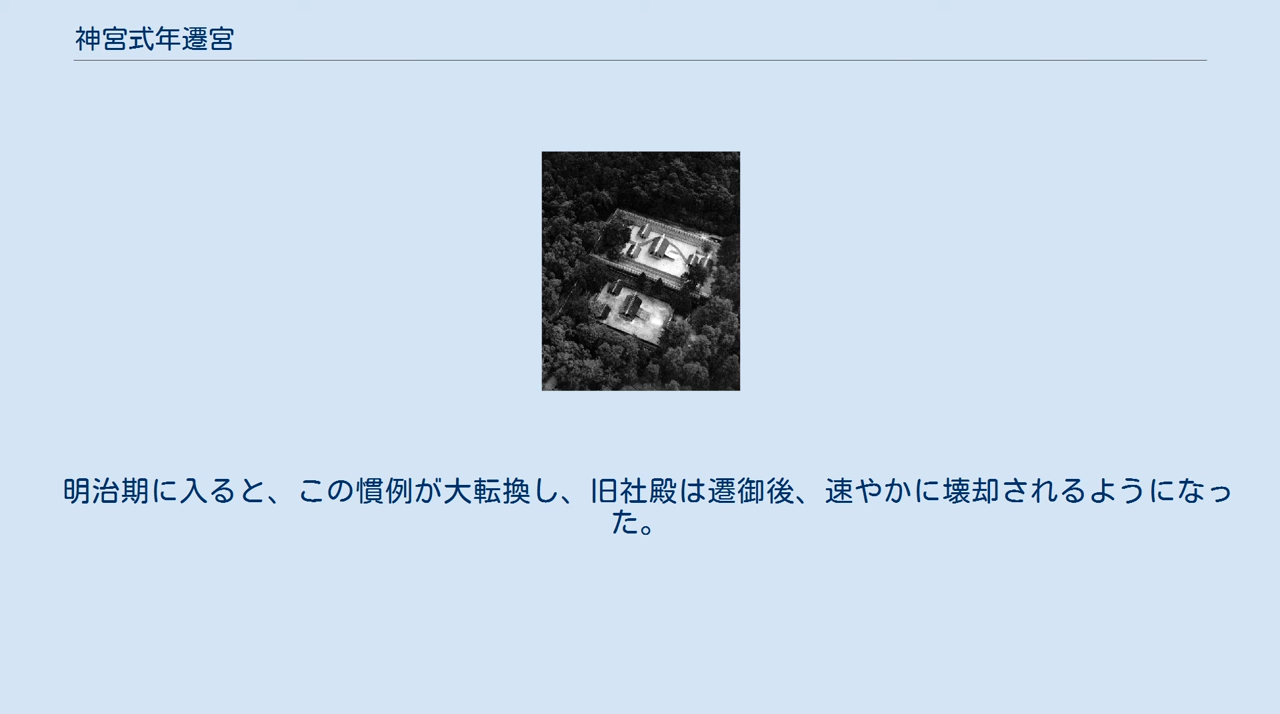 神宮式年遷宮
明治期に入ると、この慣例が大転換し、旧社殿は遷御後、速やかに壊却されるようになっ
た。